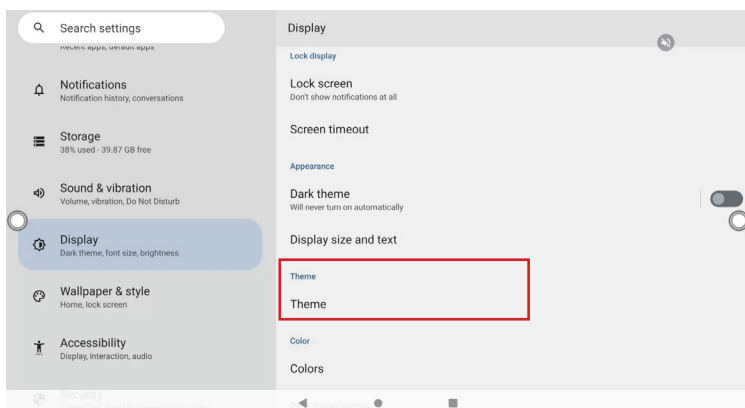 Search settings
Recent apps, default apps
Notifications
Notification history, conversations
Storage
38% used - 39.87 GB free
Sound & vibration
Volume, vibration, Do Not Disturb
Display
Dark theme, font size, brightness
Wallpaper & style
Home, lock screen
Accessibility
Display, interaction, audio
Security
Display
Lock display
Lock screen
Don't show notifications at all
Screen timeout
Appearance
Dark theme
Will never turn on automatically
Display size and text
Theme
Theme
Color
Colors